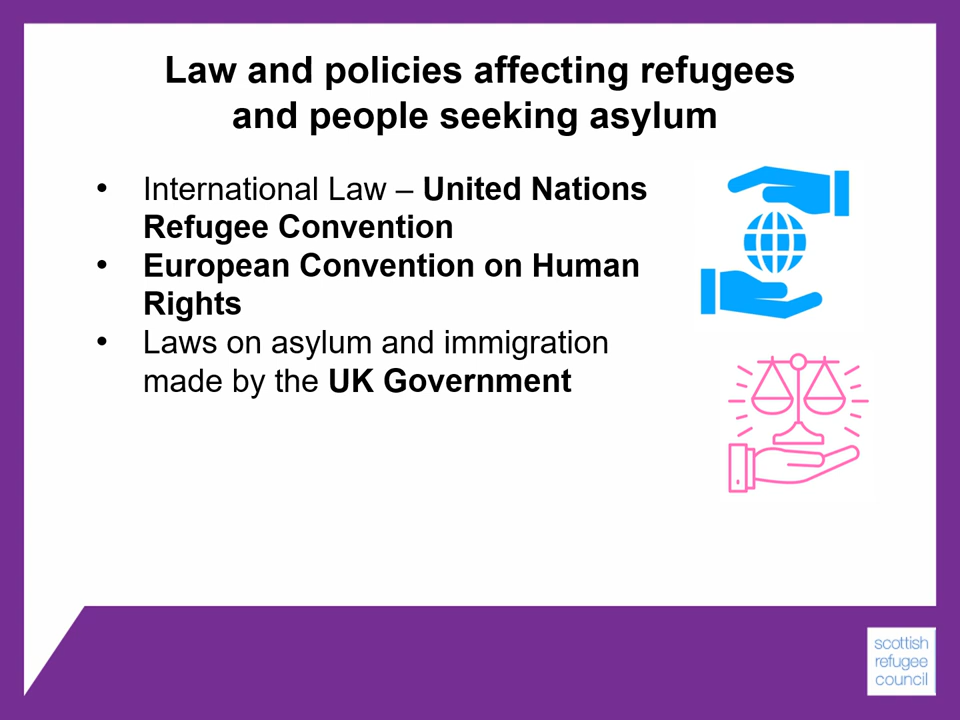 Law and policies affecting refugees
and people seeking asylum
• International Law – United Nations
Refugee Convention
• European Convention on Human
Rights
• Laws on asylum and immigration
made by the UK Government
scottish
refugee
council